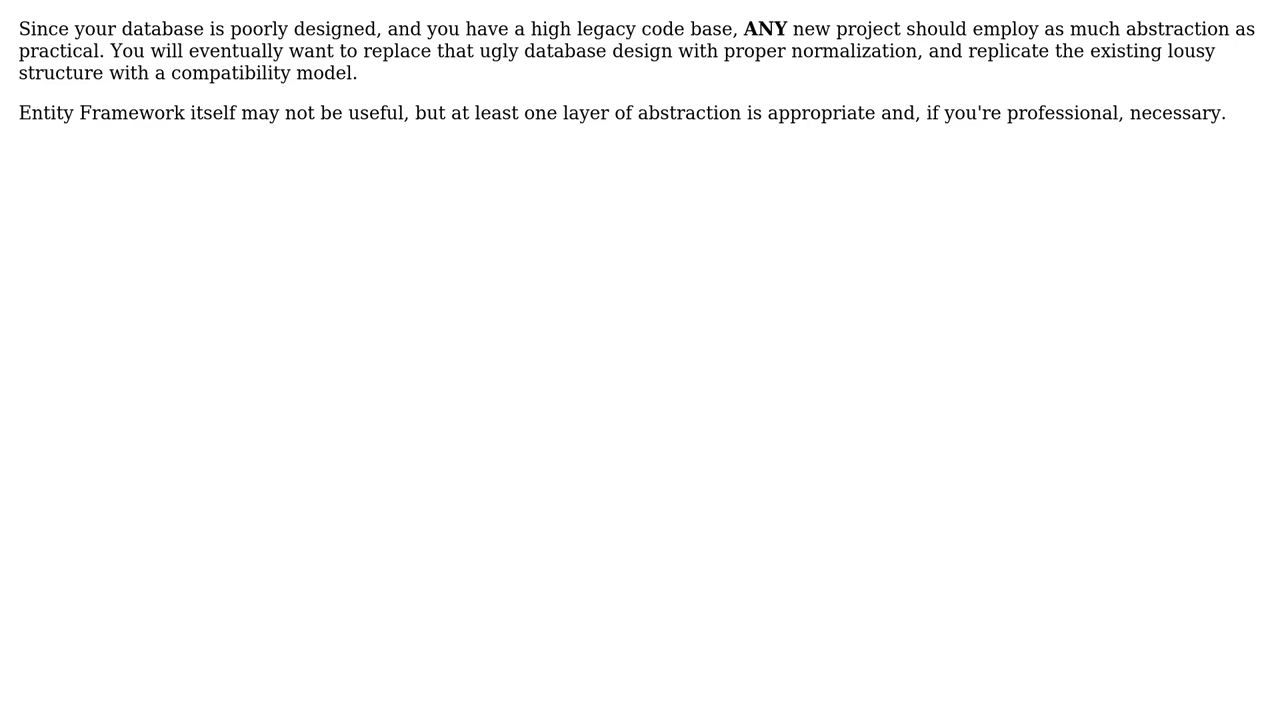 Since your database is poorly designed, and you have a high legacy code base, ANY new project should employ as much abstraction as
practical. You will eventually want to replace that ugly database design with proper normalization, and replicate the existing lousy
structure with a compatibility model.
Entity Framework itself may not be useful, but at least one layer of abstraction is appropriate and, if you're professional, necessary.